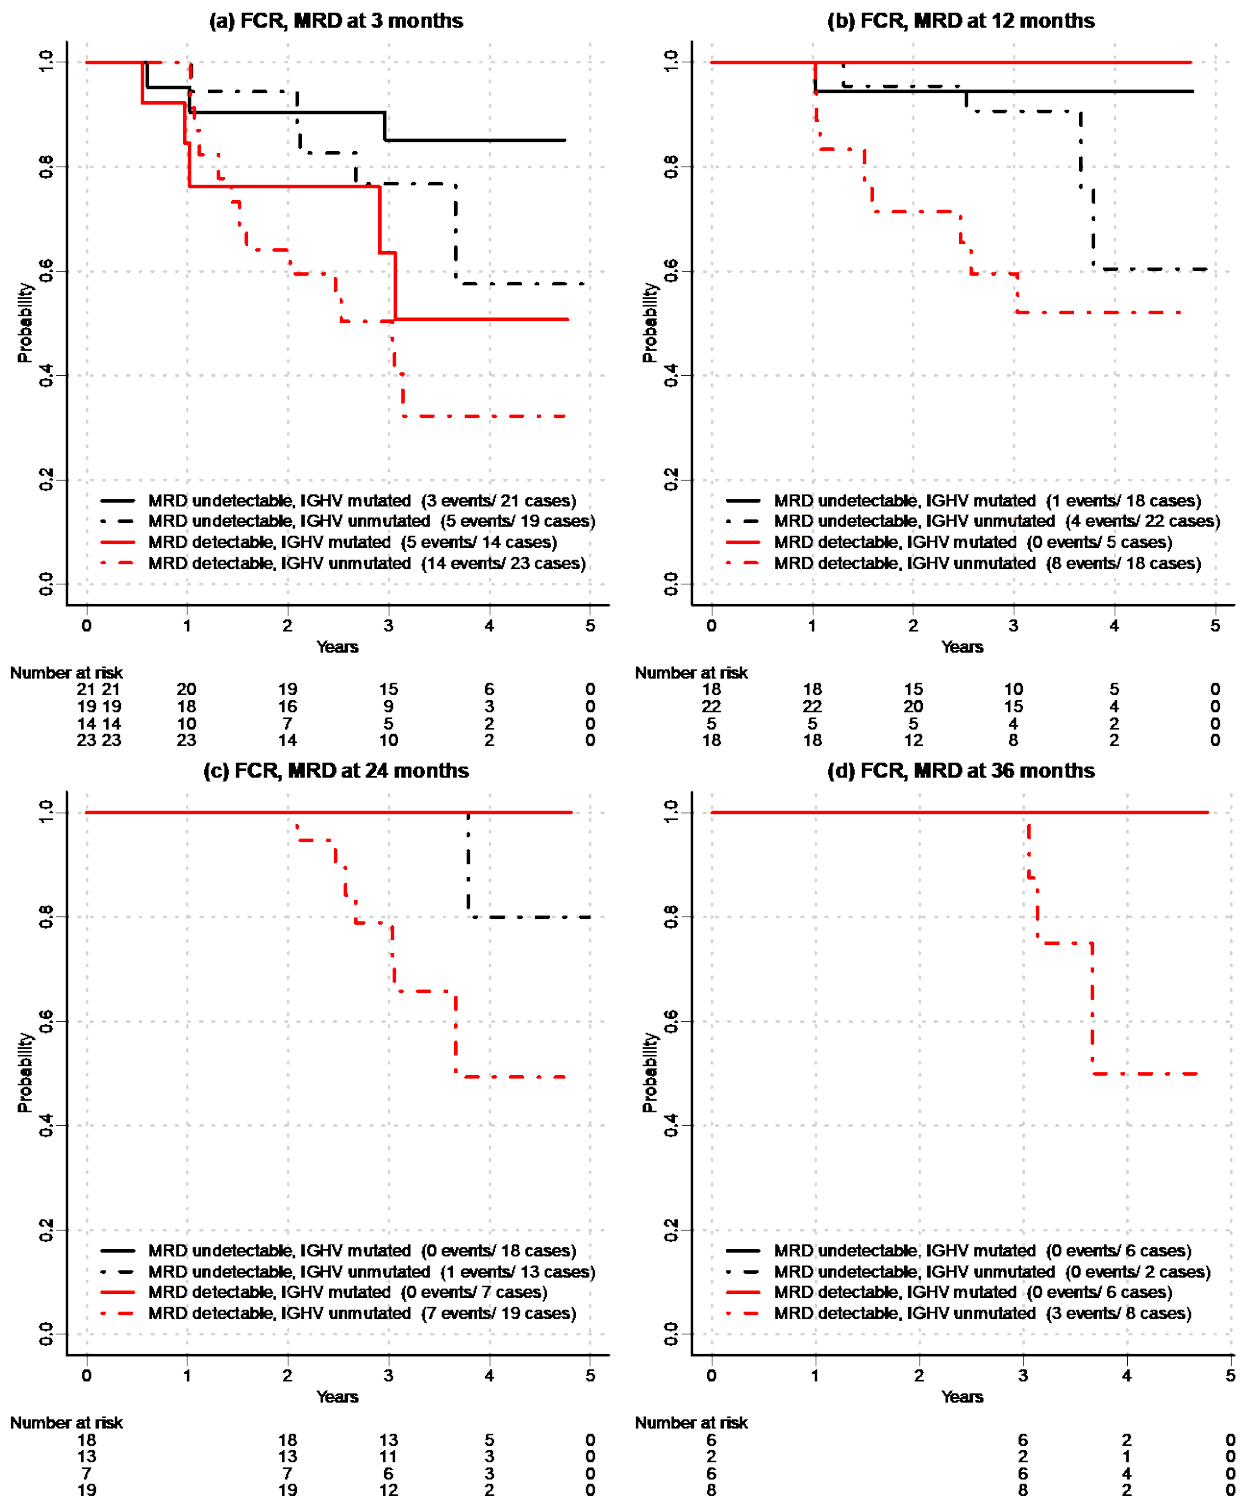 (a) FCR, MRD at 3 months
Probability
1.0
0.8
0.6
0.4
0.2
0.0
MRD undetectable, IGHV mutated (3 events/ 21 cases)
MRD undetectable, IGHV unmutated (5 events/ 19 cases)
MRD detectable, IGHV mutated (5 events/ 14 cases)
MRD detectable, IGHV unmutated (14 events/ 23 cases)
0 1 2 3 4 5
Years
Number at risk
21 21 20 19 15 6 0
19 19 18 16 9 3 0
14 14 10 7 5 2 0
23 23 23 14 10 2 0
(b) FCR, MRD at 12 months
Probability
1.0
0.8
0.6
0.4
0.2
0.0
MRD undetectable, IGHV mutated (1 events/ 18 cases)
MRD undetectable, IGHV unmutated (4 events/ 22 cases)
MRD detectable, IGHV mutated (0 events/ 5 cases)
MRD detectable, IGHV unmutated (8 events/ 18 cases)
0 1 2 3 4 5
Years
Number at risk
18 18 15 10 5 0
22 22 20 15 4 0
5 5 5 4 2 0
18 18 12 8 2 0
(c) FCR, MRD at 24 months
Probability
1.0
0.8
0.6
0.4
0.2
0.0
MRD undetectable, IGHV mutated (0 events/ 18 cases)
MRD undetectable, IGHV unmutated (1 events/ 13 cases)
MRD detectable, IGHV mutated (0 events/ 7 cases)
MRD detectable, IGHV unmutated (7 events/ 19 cases)
0 1 2 3 4 5
Years
Number at risk
18 18 13 5 0
13 13 11 3 0
7 7 6 3 0
19 19 12 2 0
(d) FCR, MRD at 36 months
Probability
1.0
0.8
0.6
0.4
0.2
0.0
MRD undetectable, IGHV mutated (0 events/ 6 cases)
MRD undetectable, IGHV unmutated (0 events/ 2 cases)
MRD detectable, IGHV mutated (0 events/ 6 cases)
MRD detectable, IGHV unmutated (3 events/ 8 cases)
0 1 2 3 4 5
Years
Number at risk
6 6 2 0
2 2 1 0
6 6 4 0
8 8 2 0